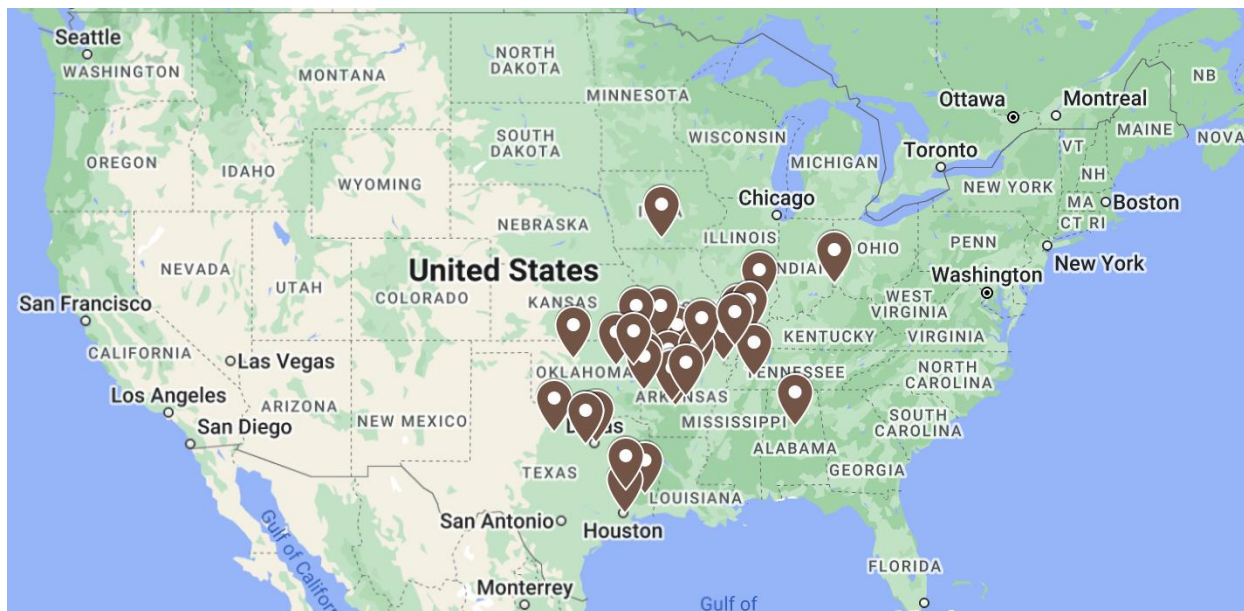 Seattle
WASHINGTON
MONTANA
NORTH
DAKOTA
MINNESOTA
Ottawa
Montreal
NB
MAINE
NOVA
OREGON
IDAHO
WYOMING
SOUTH
DAKOTA
WISCONSIN
MICHIGAN
Toronto
VT
NH
NEW YORK
MA
Boston
CT RI
NEBRASKA
Chicago
ILLINOIS
OHIO
PENN
New York
NEVADA
UTAH
COLORADO
United States
KANSAS
Washington
WEST
VIRGINIA
San Francisco
CALIFORNIA
Las Vegas
KENTUCKY
VIRGINIA
Los Angeles
ARIZONA
NEW MEXICO
OKLAHOMA
ARKANSAS
TENNESSEE
NORTH
CAROLINA
San Diego
MISSISSIPPI
SOUTH
CAROLINA
ALABAMA
GEORGIA
TEXAS
LOUISIANA
San Antonio
Houston
Gulf of
Monterrey
FLORIDA
Gulf of